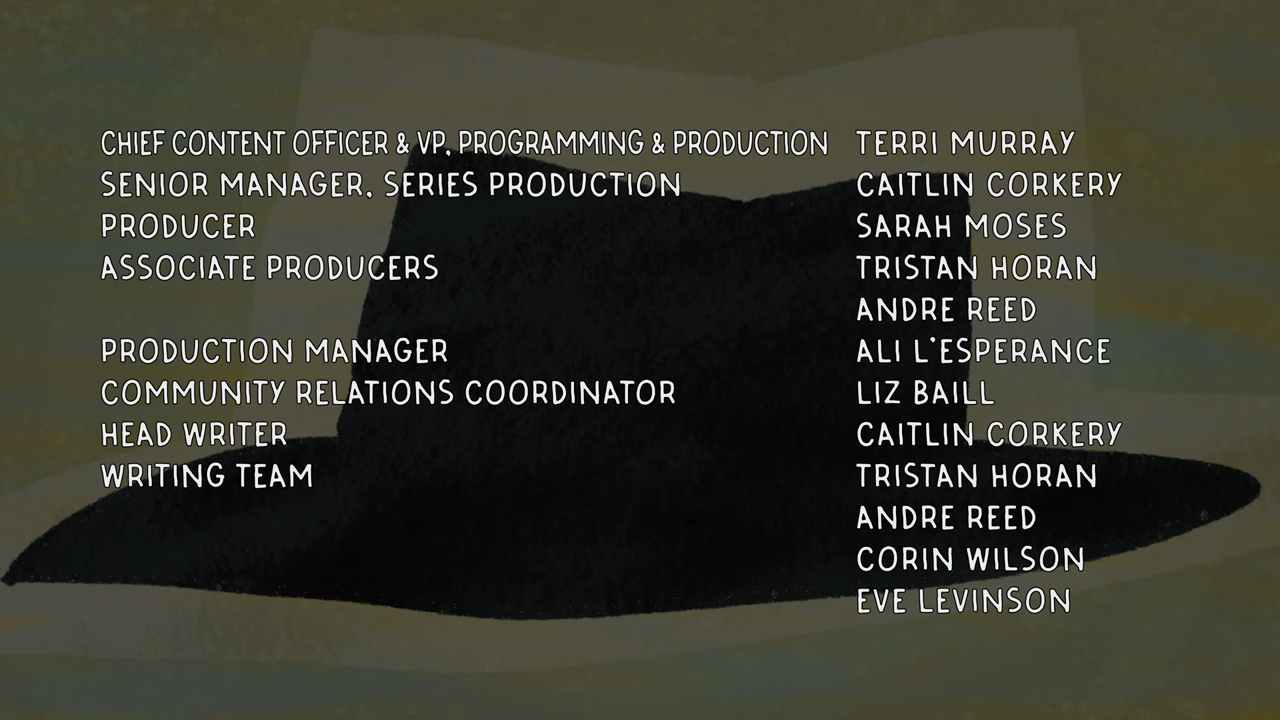 CHIEF CONTENT OFFICER & VP, PROGRAMMING & PRODUCTION TERRI MURRAY
SENIOR MANAGER, SERIES PRODUCTION CAITLIN CORKERY
PRODUCER SARAH MOSES
ASSOCIATE PRODUCERS TRISTAN HORAN
ANDRE REED
PRODUCTION MANAGER ALI L'ESPERANCE
COMMUNITY RELATIONS COORDINATOR LIZ BAILL
HEAD WRITER CAITLIN CORKERY
WRITING TEAM TRISTAN HORAN
ANDRE REED
CORIN WILSON
EVE LEVINSON